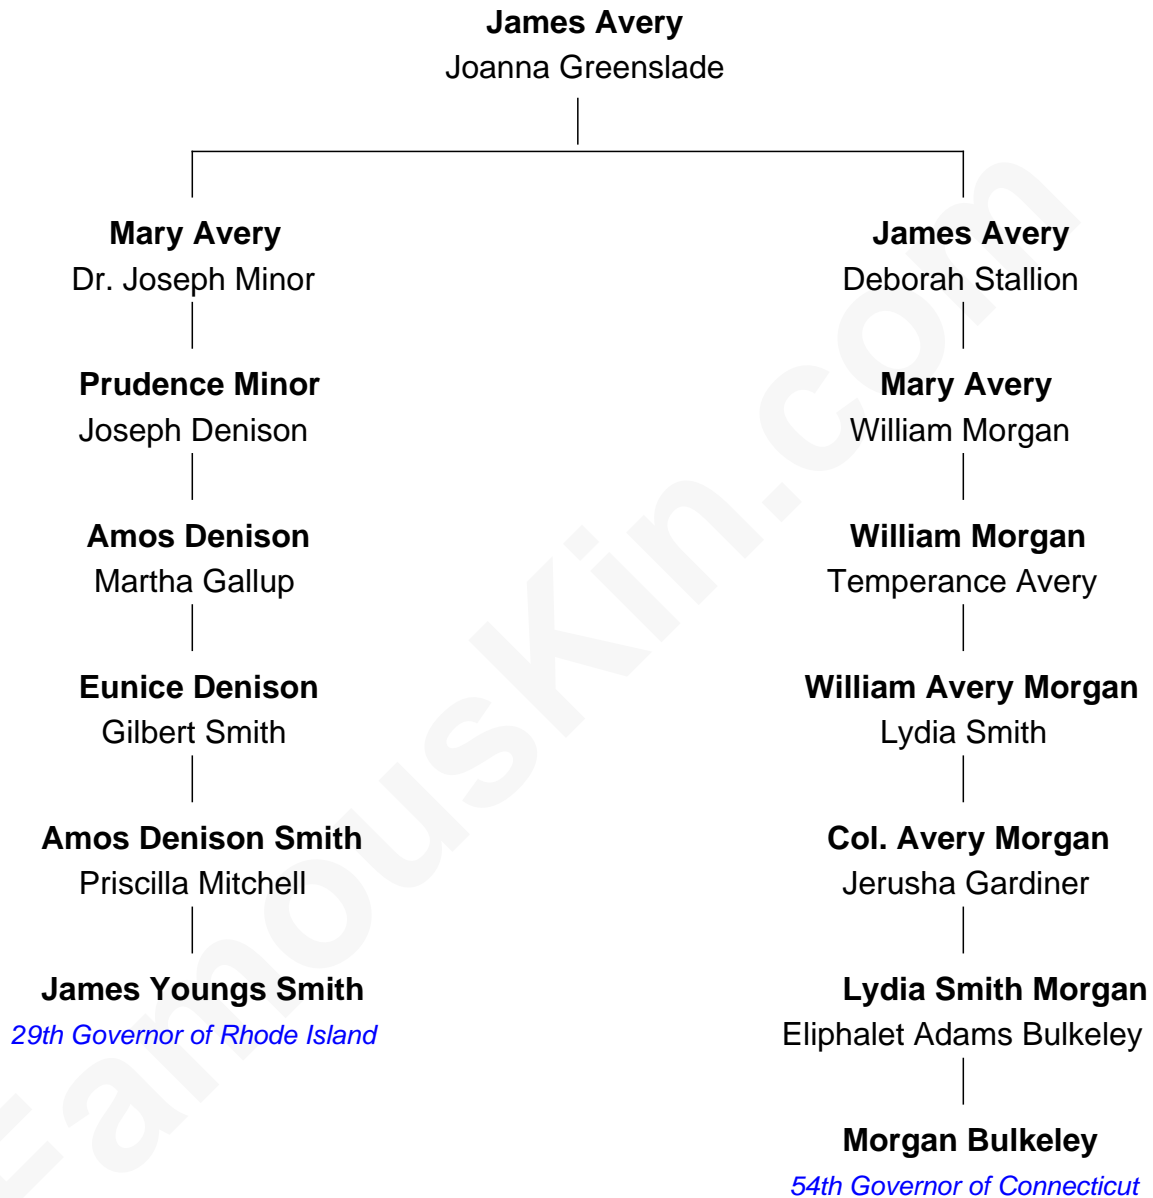 James Avery
Joanna Greenslade
Mary Avery
Dr. Joseph Minor
James Avery
Deborah Stallion
Prudence Minor
Joseph Denison
Mary Avery
William Morgan
Amos Denison
Martha Gallup
William Morgan
Temperance Avery
Eunice Denison
Gilbert Smith
William Avery Morgan
Lydia Smith
Amos Denison Smith
Priscilla Mitchell
Col. Avery Morgan
Jerusha Gardiner
James Youngs Smith
29th Governor of Rhode Island
Lydia Smith Morgan
Eliphalet Adams Bulkeley
Morgan Bulkeley
54th Governor of Connecticut
FamousKin.com